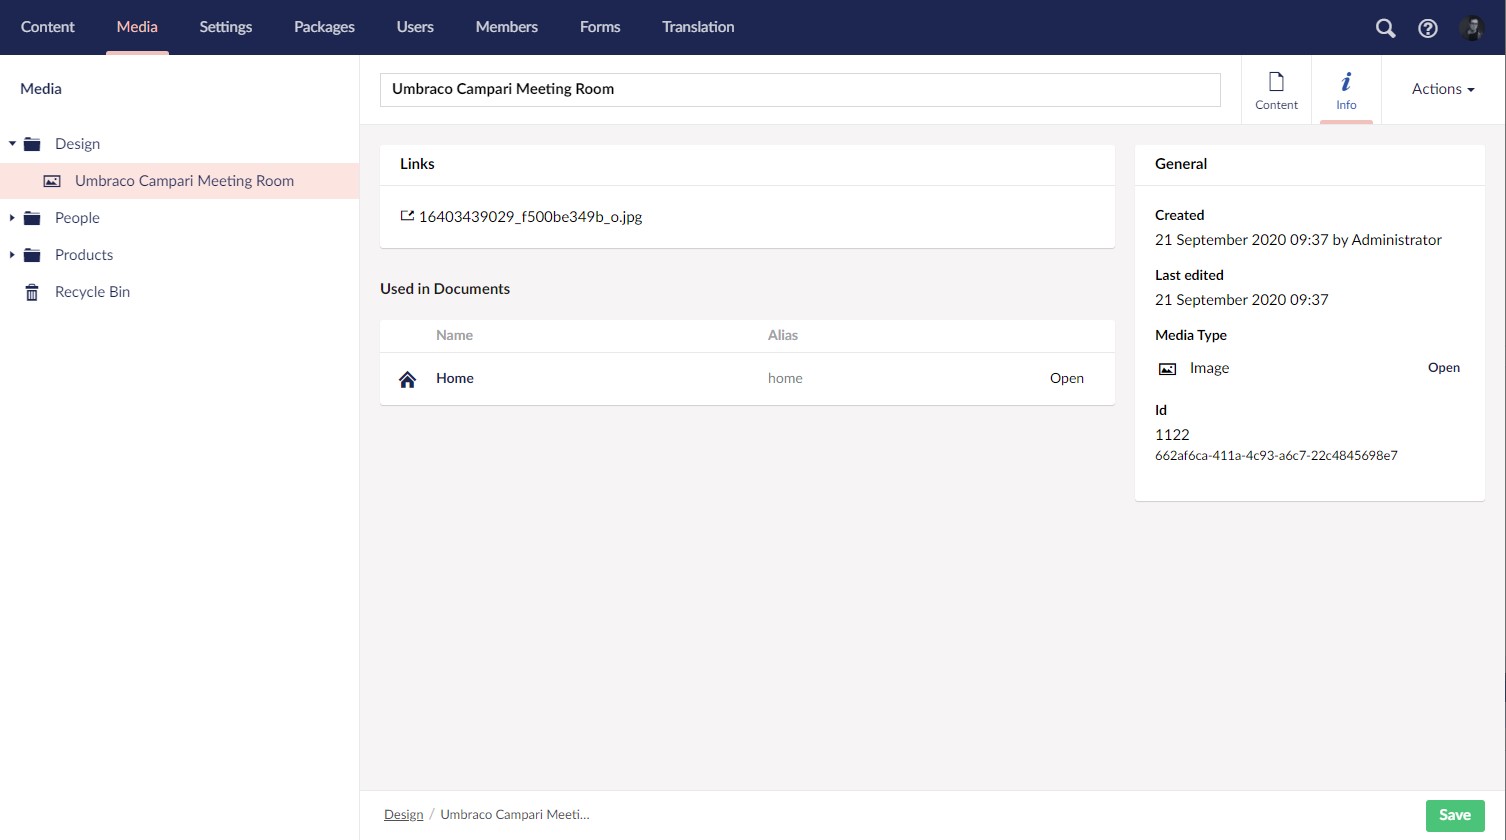 Content Media Settings Packages Users Members Forms Translation
Media
Design
Umbraco Campari Meeting Room
People
Products
Recycle Bin
Umbraco Campari Meeting Room
Content
Info
Actions
Links
16403439029_f500be349b_o.jpg
Used in Documents
Name Alias
Home home Open
General
Created
21 September 2020 09:37 by Administrator
Last edited
21 September 2020 09:37
Media Type
Image Open
Id
1122
662af6ca-411a-4c93-a6c7-22c4845698e7
Design / Umbraco Campari Meeti...
Save